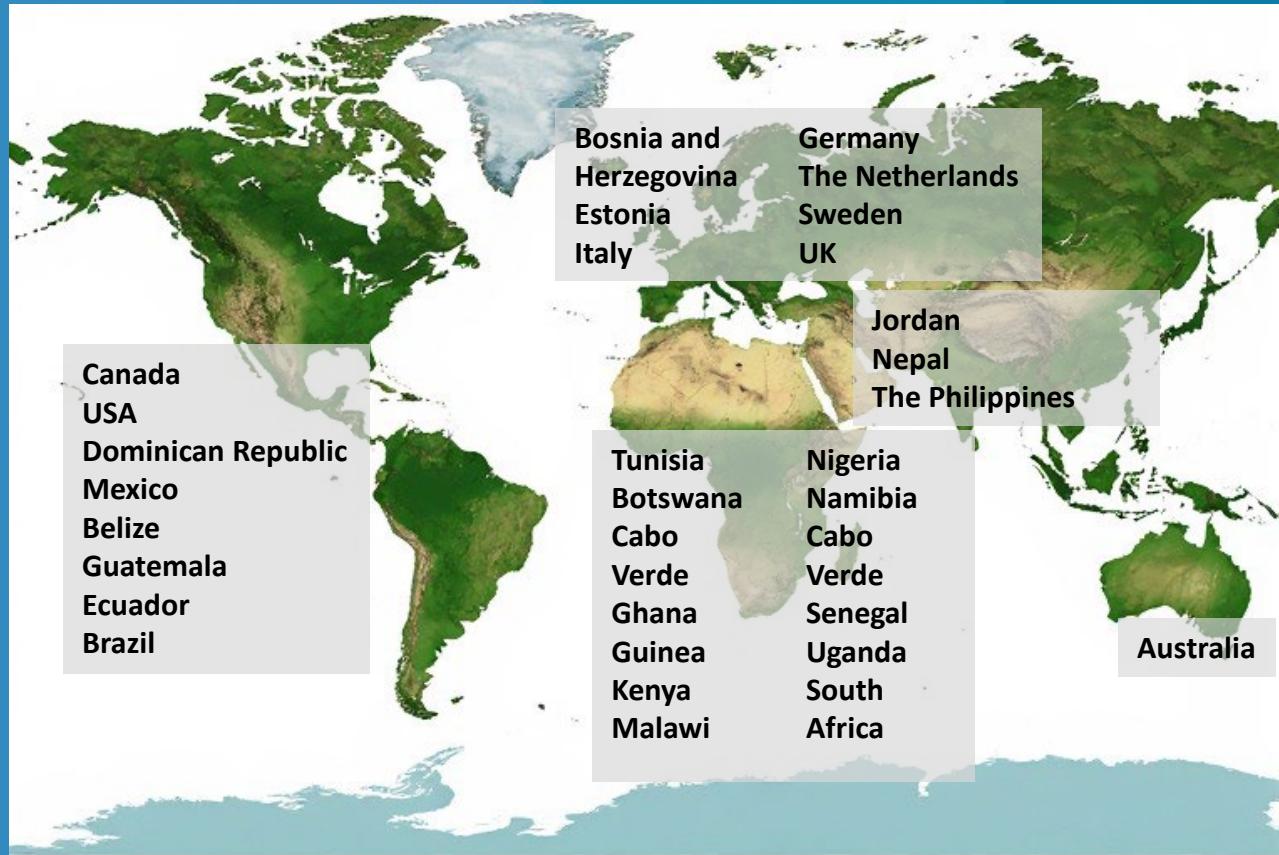 Bosnia and
Herzegovina
Estonia
Italy
Germany
The Netherlands
Sweden
UK
Jordan
Nepal
The Philippines
Canada
USA
Dominican Republic
Mexico
Belize
Guatemala
Ecuador
Brazil
Tunisia
Botswana
Cabo
Verde
Ghana
Guinea
Kenya
Malawi
Nigeria
Namibia
Cabo
Verde
Senegal
Uganda
South
Africa
Australia